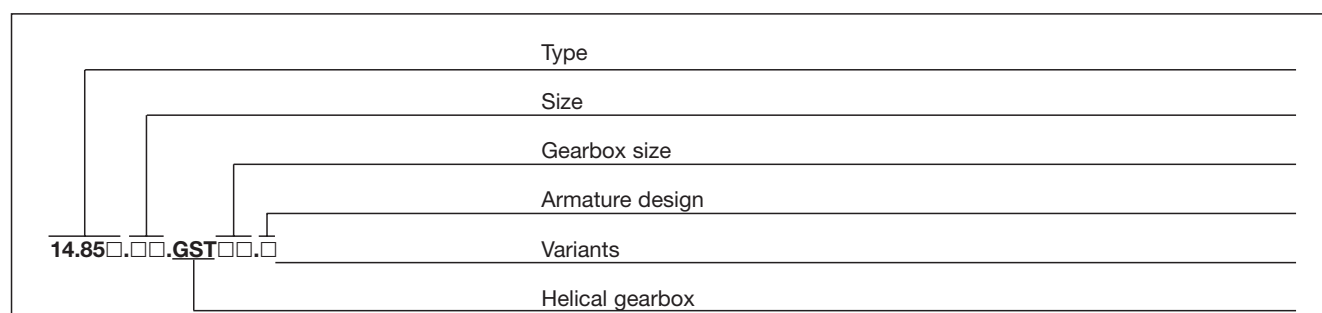 Type
Size
Gearbox size
Armature design
14.85□.□□.GST□□.□ Variants
Helical gearbox